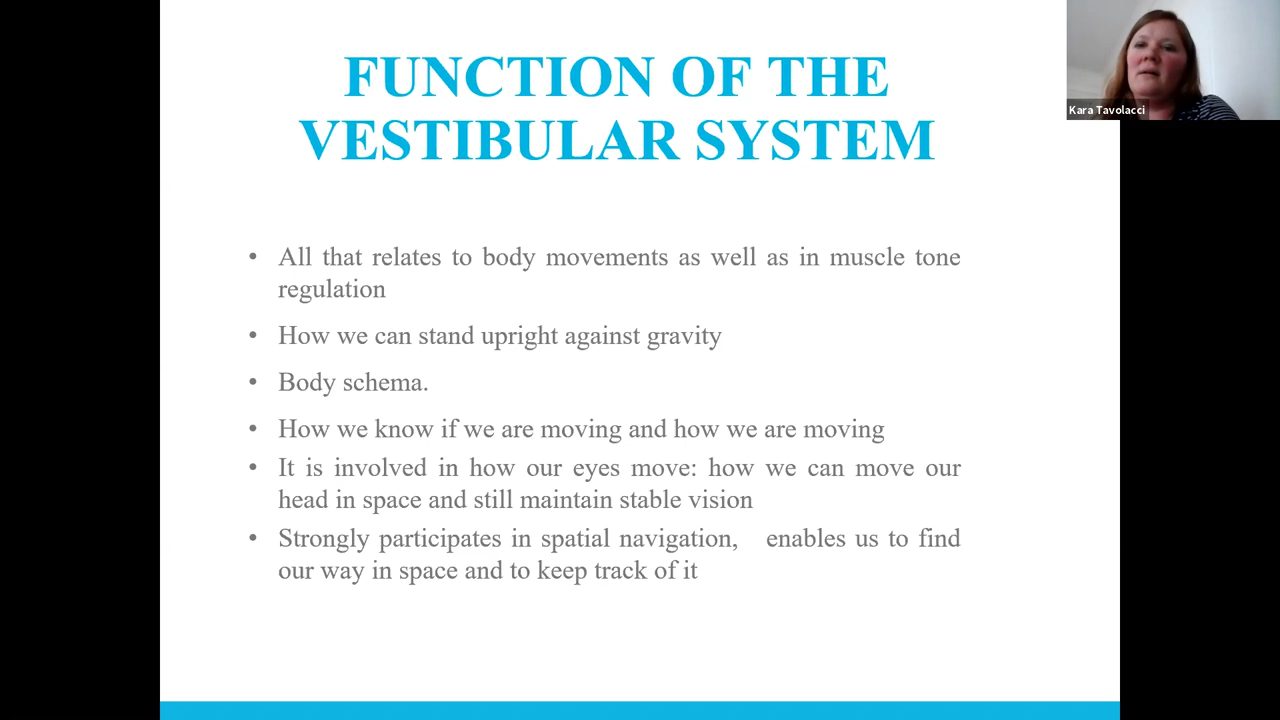 FUNCTION OF THE
VESTIBULAR SYSTEM
Kara Tavolacci
• All that relates to body movements as well as in muscle tone
regulation
• How we can stand upright against gravity
• Body schema.
• How we know if we are moving and how we are moving
• It is involved in how our eyes move: how we can move our
head in space and still maintain stable vision
• Strongly participates in spatial navigation, enables us to find
our way in space and to keep track of it